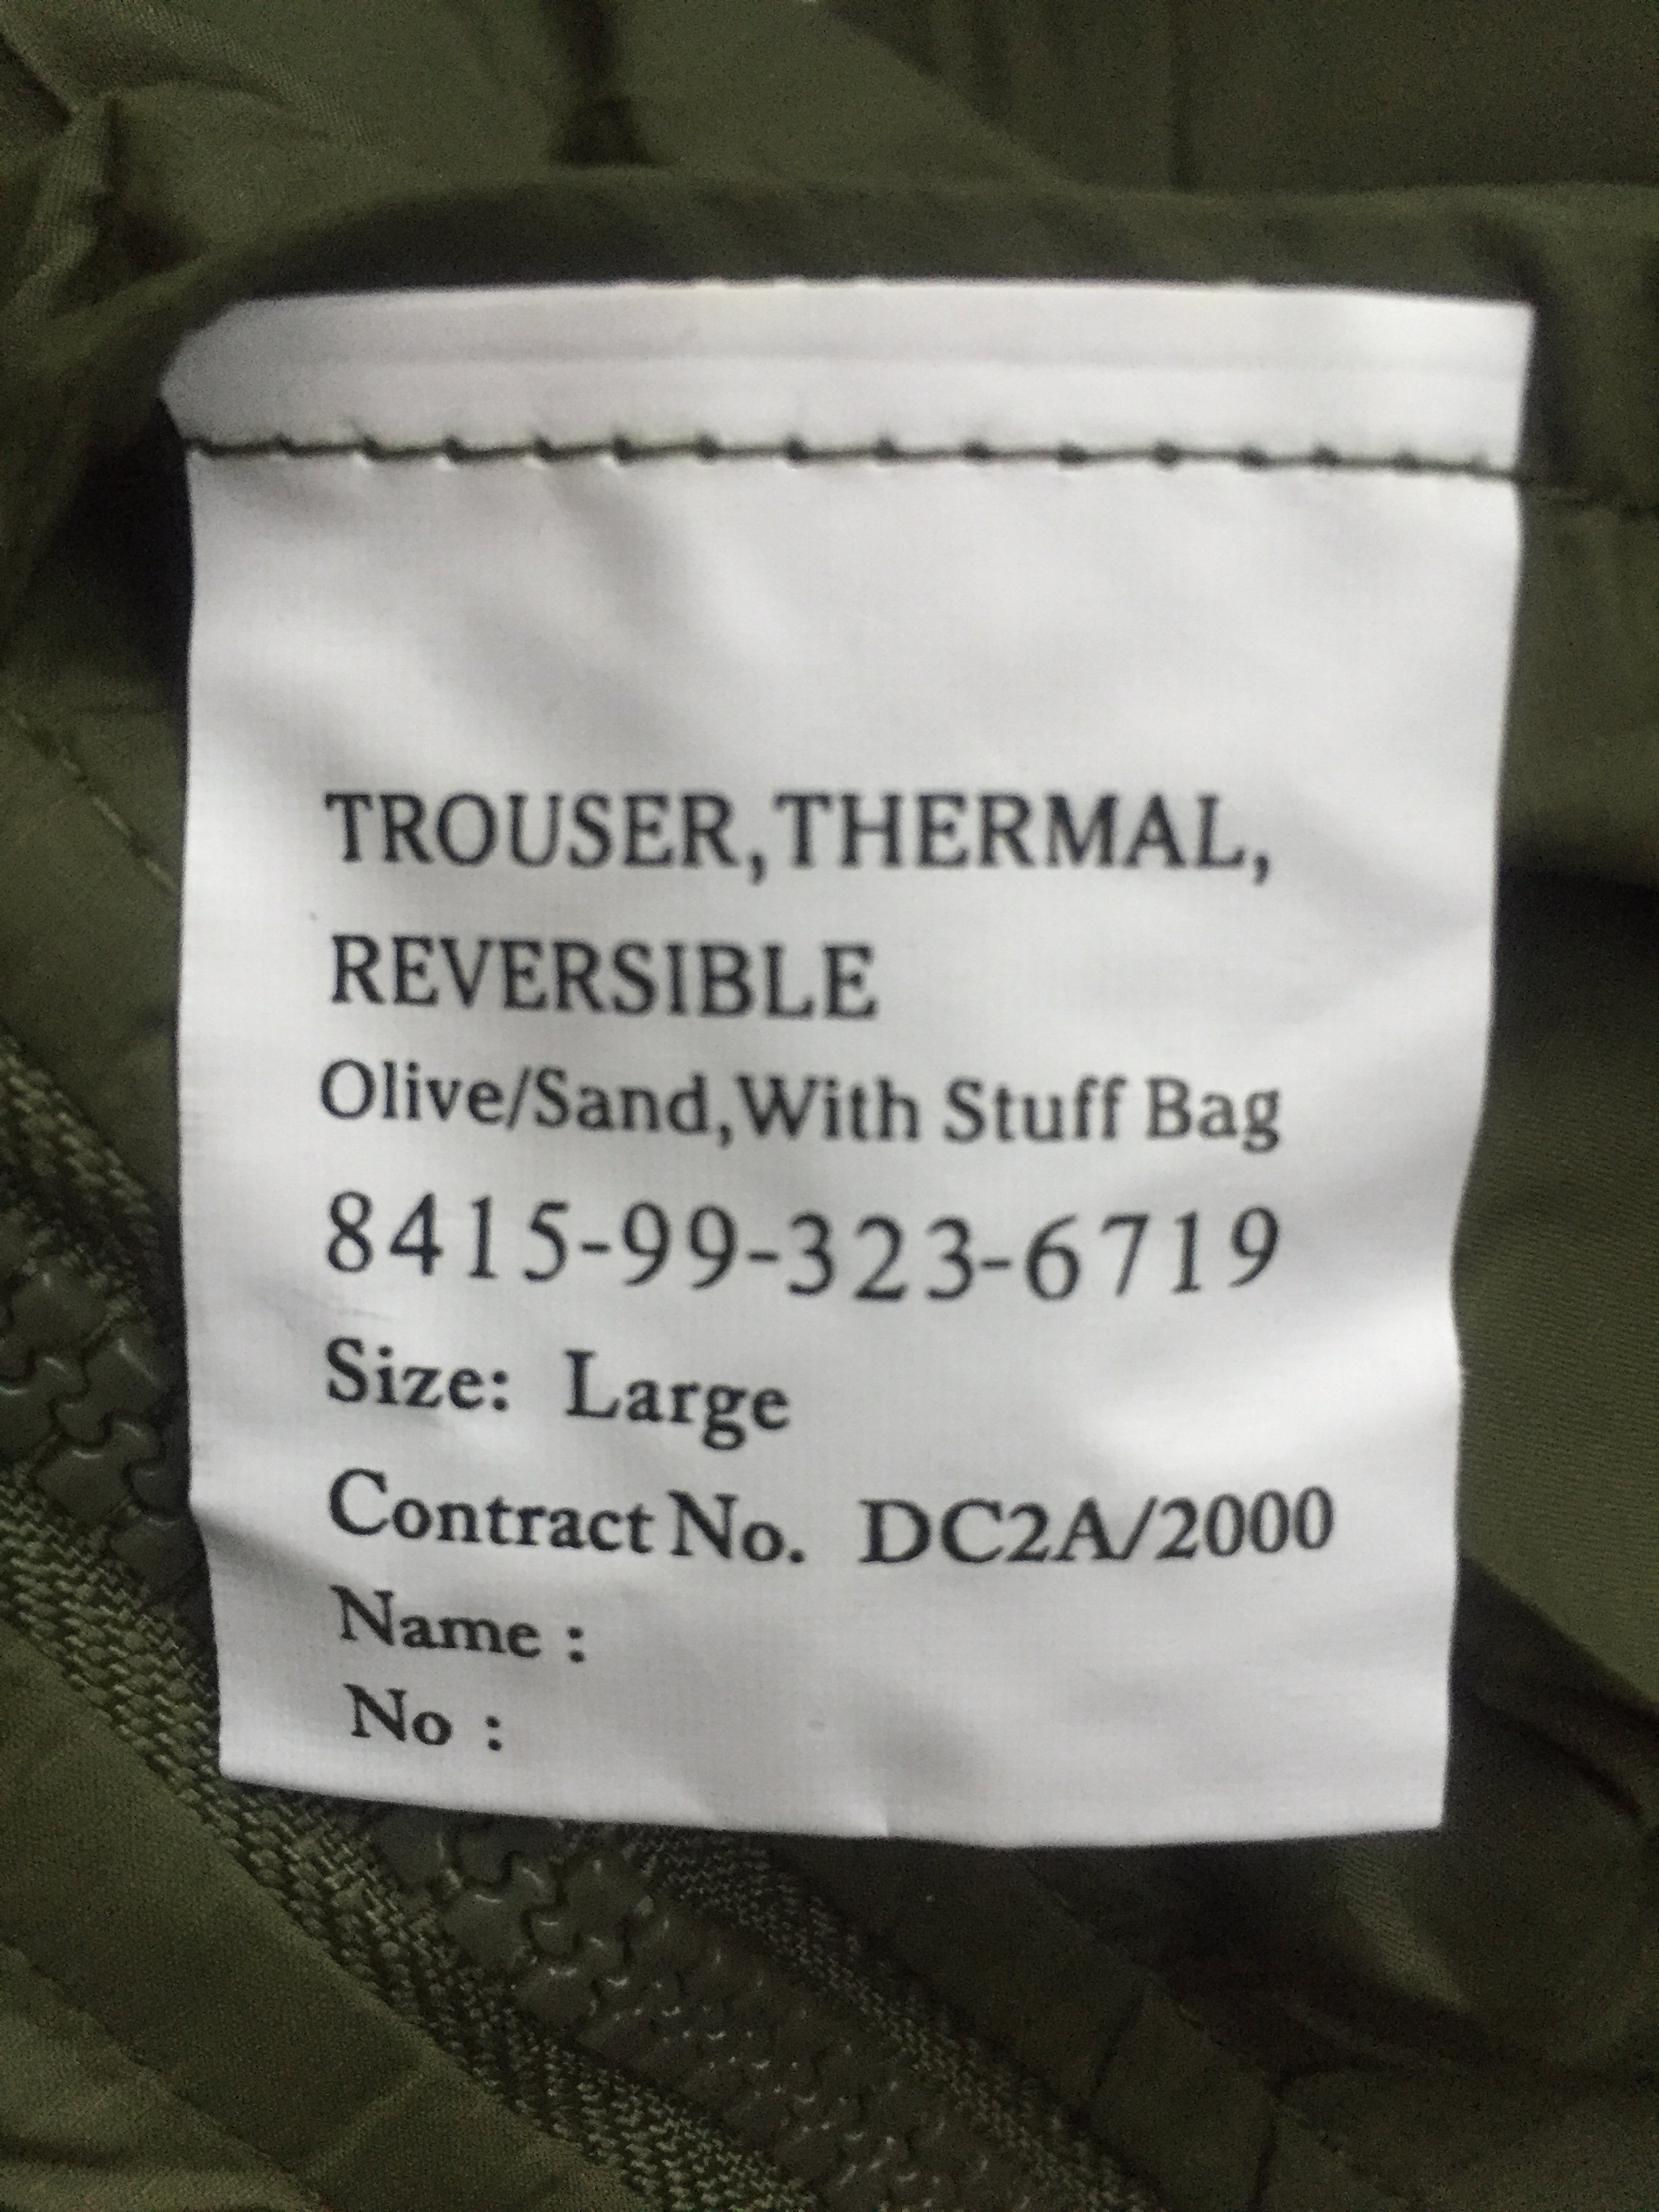 TROUSER,THERMAL,
REVERSIBLE
Olive/Sand,With Stuff Bag
8415-99-323-6719
Size: Large
Contract No. DC2A/2000
Name :
No :